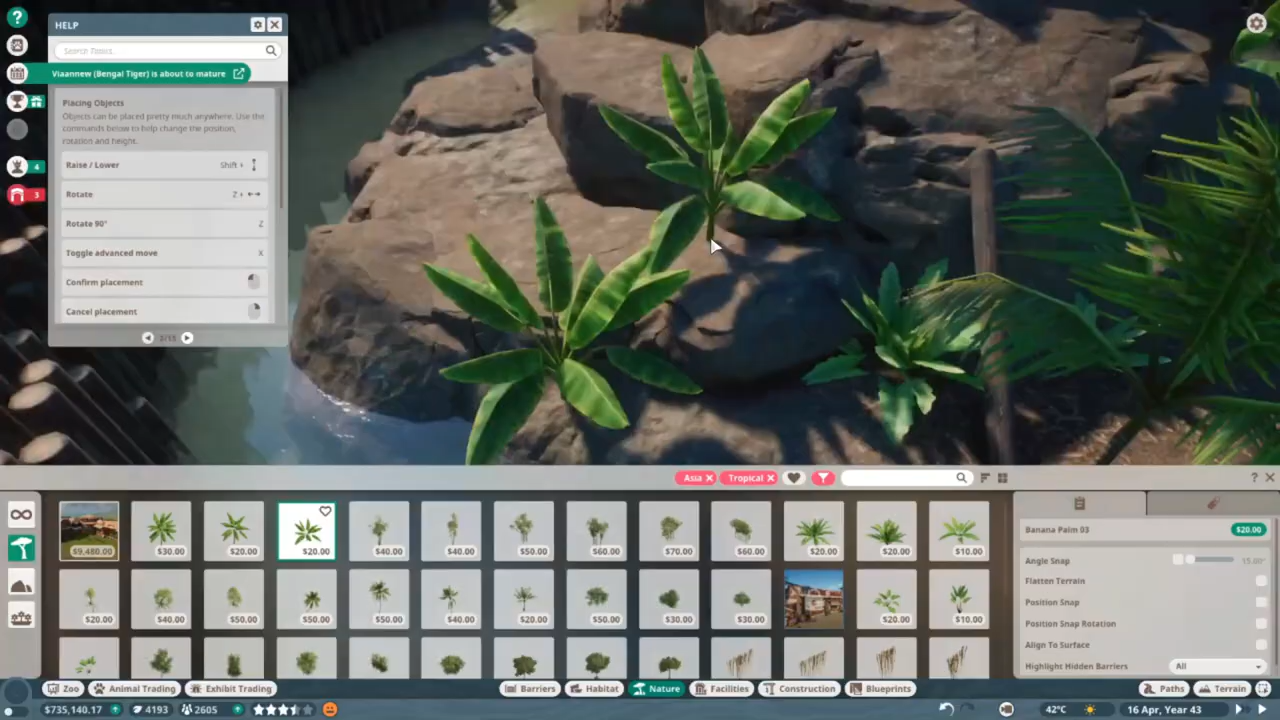 HELP
Search Topics...
Viaannew (Bengal Tiger) is about to mature
Placing Objects
Objects can be placed pretty much anywhere. Use the
commands below to help change the position,
rotation and height.
Raise / Lower Shift +
Rotate Z +
Rotate 90° Z
Toggle advanced move X
Confirm placement
Cancel placement
4
3
Asia
Tropical
$9,480.00 $30.00 $20.00 $20.00 $40.00 $40.00 $50.00 $60.00 $70.00 $60.00 $20.00 $20.00 $10.00
$20.00 $40.00 $50.00 $50.00 $50.00 $40.00 $20.00 $50.00 $30.00 $30.00 $20.00 $10.00
Banana Palm 03 $20.00
Angle Snap 15.00°
Flatten Terrain
Position Snap
Position Snap Rotation
Align To Surface
Highlight Hidden Barriers All
Zoo Animal Trading Exhibit Trading Barriers Habitat Nature Facilities Construction Blueprints Paths Terrain
$735,140.17 4193 2605 42°C 16 Apr, Year 43